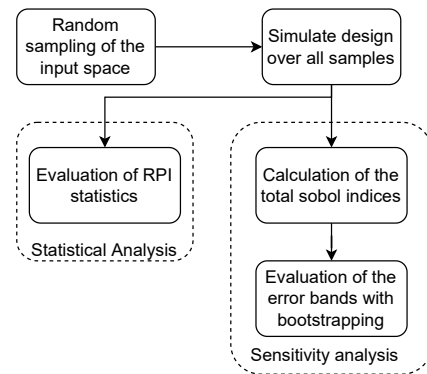 Random
sampling of the
input space
Simulate design
over all samples
Evaluation of RPI
statistics
Statistical Analysis
Calculation of the
total sobol indices
Evaluation of the
error bands with
bootstrapping
Sensitivity analysis